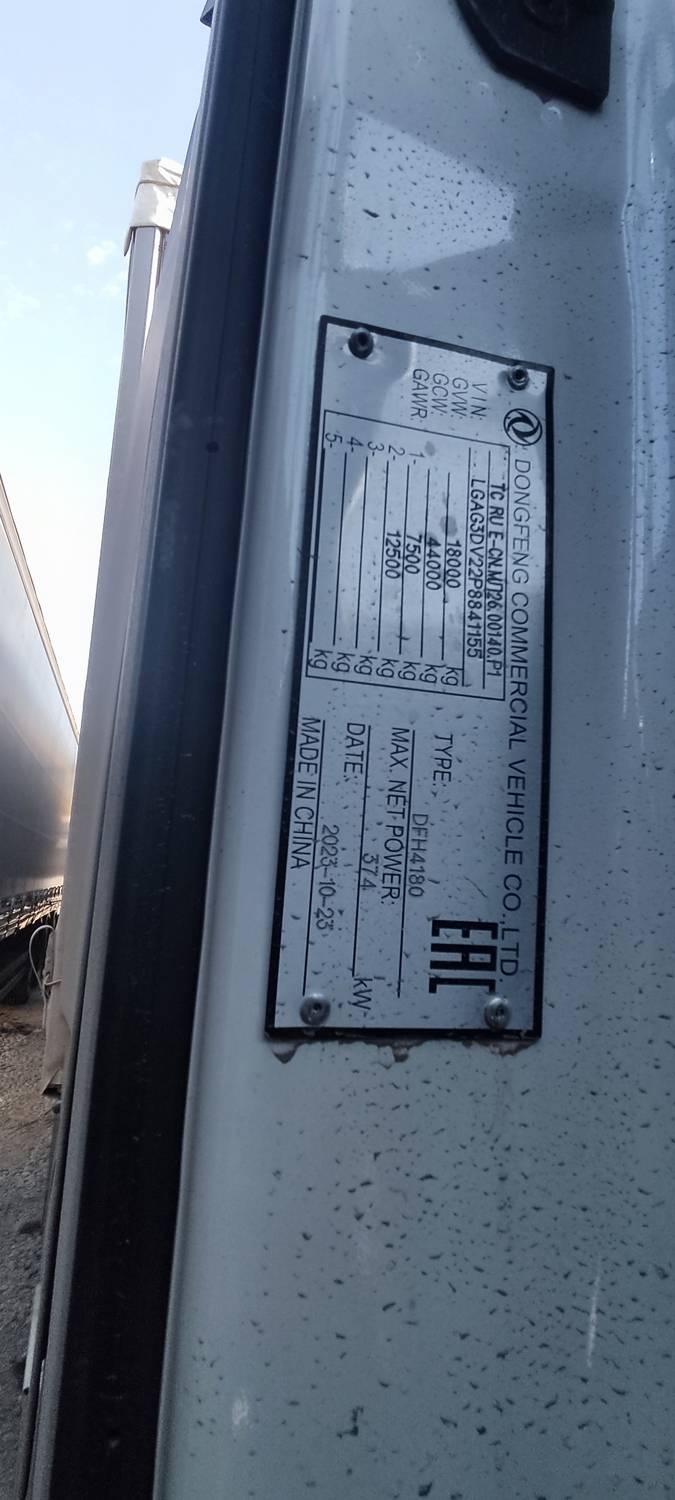 DONGFENG COMMERCIAL VEHICLE CO.,LTD
TC RU E-CN.MT26.00140.P1
VIN: LGAG3DV22P8841155
GVW: 18000 kg
GCW: 44000 kg
GAWR: 1- 7500 kg
2- 12500 kg
3- kg
4- kg
5- kg
EAC
TYPE: DFH4180
MAX. NET POWER:
374 kW
DATE: 2023-10-23
MADE IN CHINA